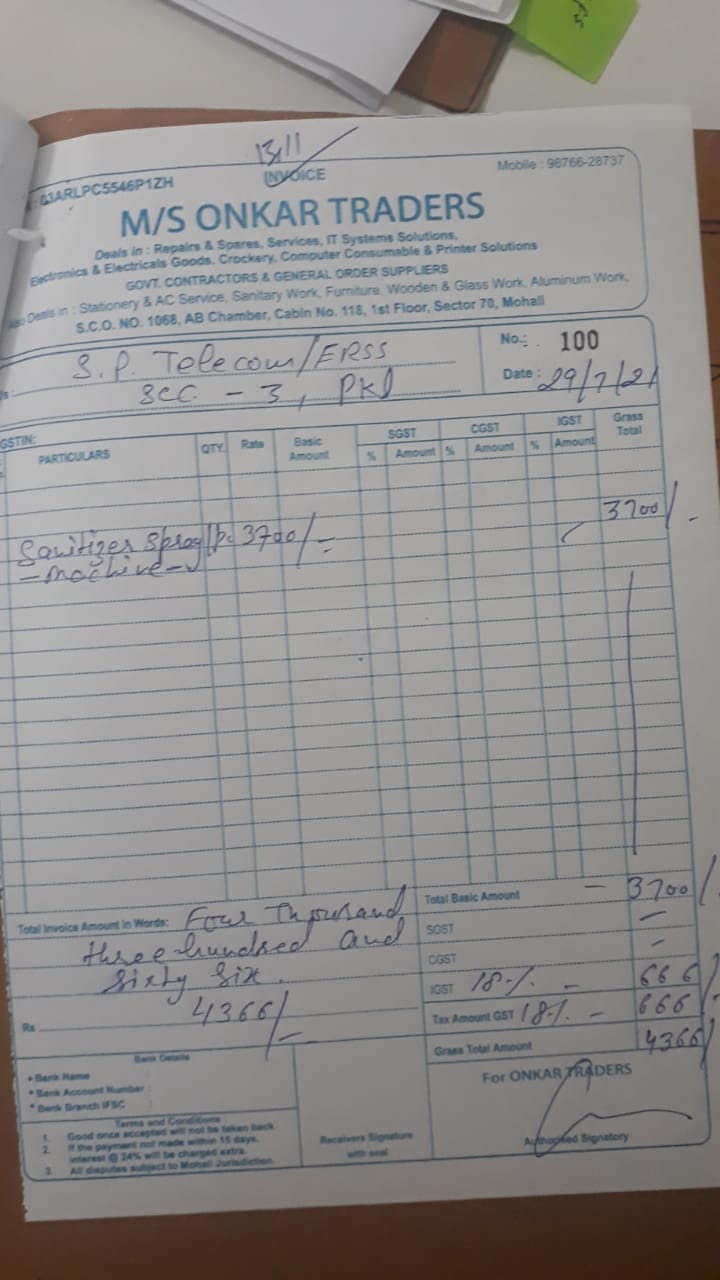 13/11
INVOICE
: 03ARLPC5546P1ZH
Mobile : 98766-28737
M/S ONKAR TRADERS
Deals in : Repairs & Spares, Services, IT Systems Solutions,
Electronics & Electricals Goods, Crockery, Computer Consumable & Printer Solutions
GOVT. CONTRACTORS & GENERAL ORDER SUPPLIERS
Also Deals in : Stationery & AC Service, Sanitary Work, Furniture, Wooden & Glass Work, Aluminum Work,
S.C.O. NO. 1068, AB Chamber, Cabin No. 118, 1st Floor, Sector 70, Mohali
S.P. Telecom/ERSS
Sec - 3, PKl
No.: 100
Date : 29/7/21
GSTIN:
PARTICULARS QTY. Rate Basic Amount SGST % Amount CGST % Amount IGST % Amount Grass Total
Sanitizer Spray 1pc 3700/- 3700/-
- machine -
Total Invoice Amount in Words: Four Thousand
three hundred and
Sixty Six.
Rs 4366/-
Total Basic Amount - 3700/
SGST -
CGST -
IGST 18% - 666/
Tax Amount GST 18% - 666/
Grass Total Amount 4366/
Bank Details
* Bank Name
* Bank Account Number :
* Bank Branch IFSC :
Terms and Conditions :
1. Good once accepted will not be taken back.
2. If the payment not made within 15 days,
interest @ 24% will be charged extra.
3. All disputes subject to Mohali Jurisdiction.
Receivers Signature
with seal
For ONKAR TRADERS
Authorised Signatory